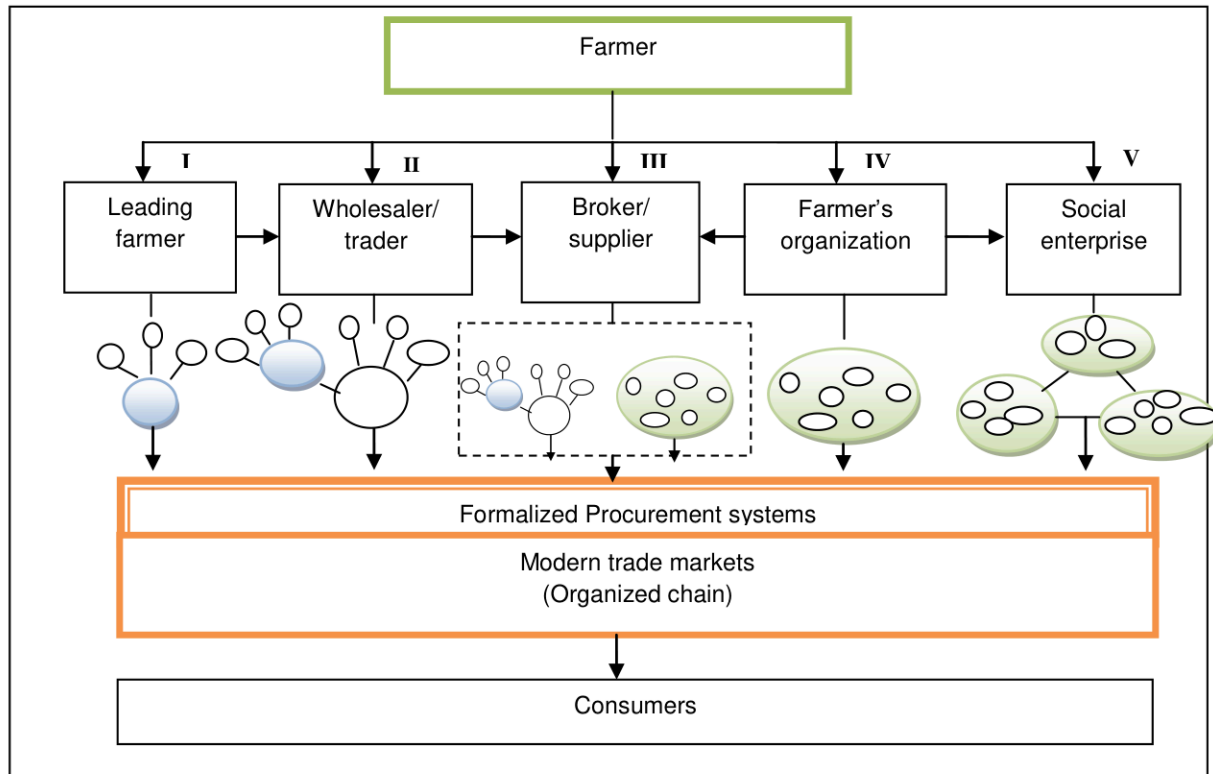 Farmer
I
II
III
IV
V
Leading
farmer
Wholesaler/
trader
Broker/
supplier
Farmer's
organization
Social
enterprise
Formalized Procurement systems
Modern trade markets
(Organized chain)
Consumers